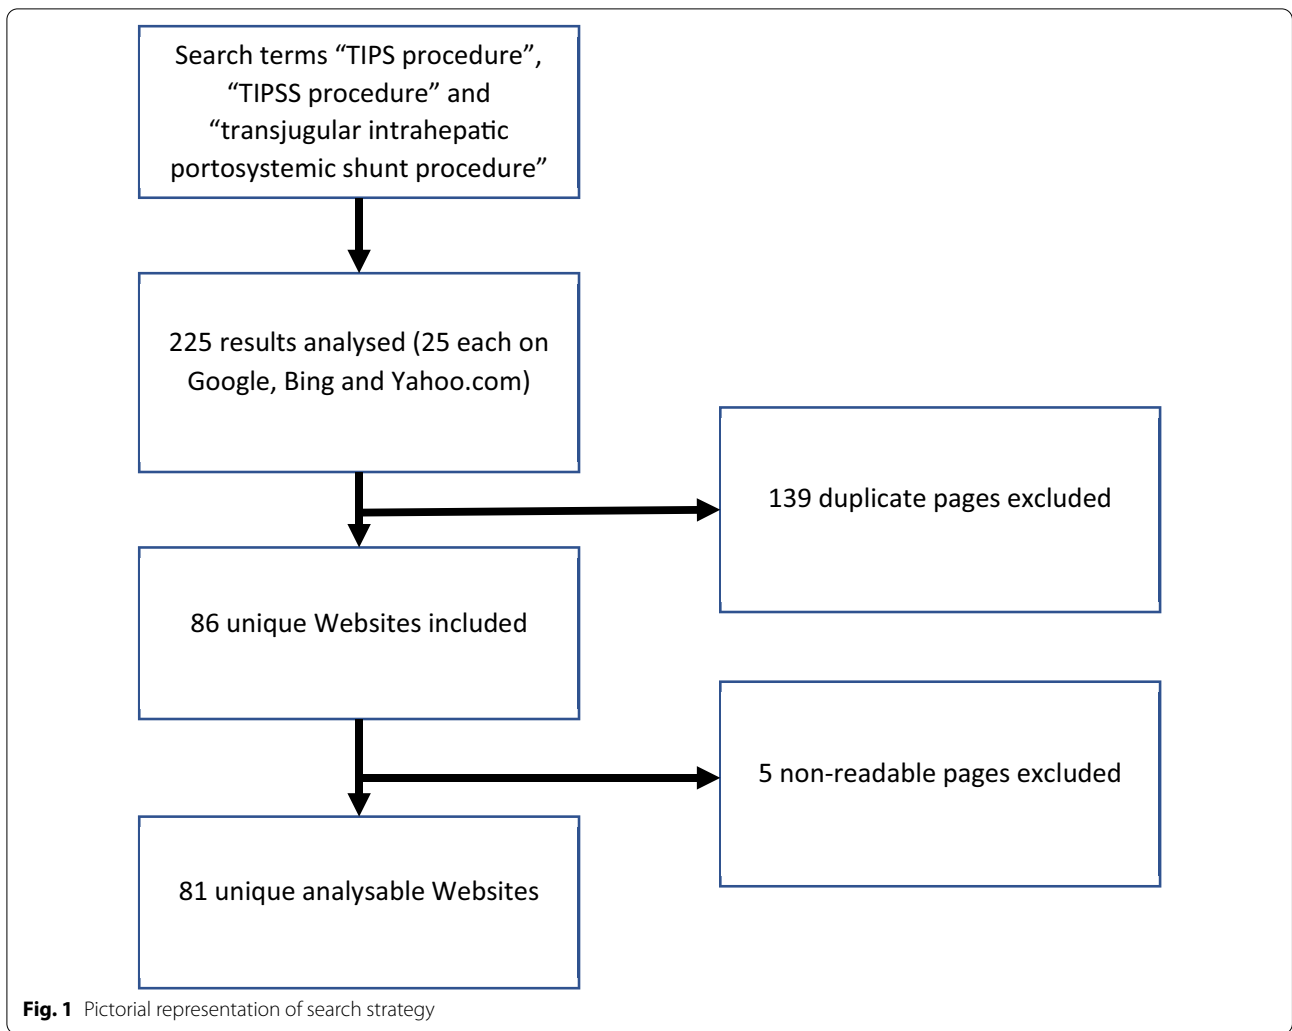 Search terms “TIPS procedure”,
“TIPSS procedure” and
“transjugular intrahepatic
portosystemic shunt procedure”
225 results analysed (25 each on
Google, Bing and Yahoo.com)
139 duplicate pages excluded
86 unique Websites included
5 non-readable pages excluded
81 unique analysable Websites
Fig. 1 Pictorial representation of search strategy